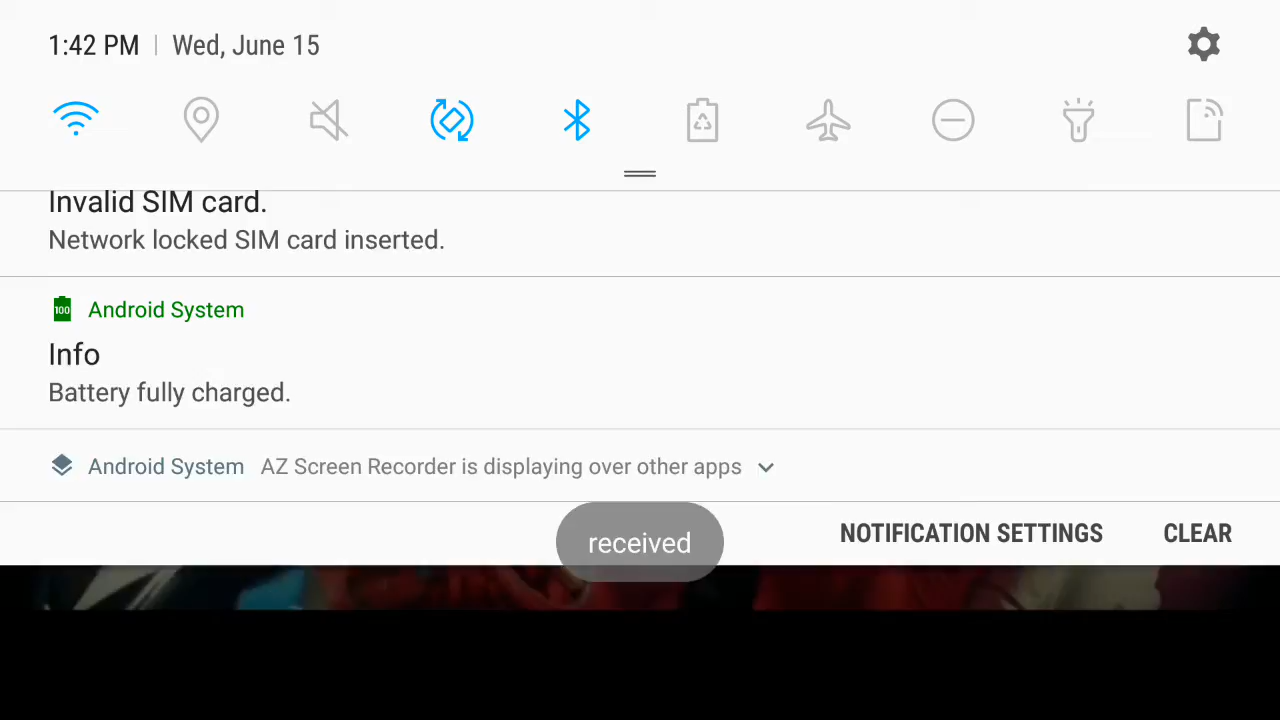 1:42 PM | Wed, June 15
Invalid SIM card.
Network locked SIM card inserted.
100 Android System
Info
Battery fully charged.
Android System AZ Screen Recorder is displaying over other apps
received
NOTIFICATION SETTINGS CLEAR